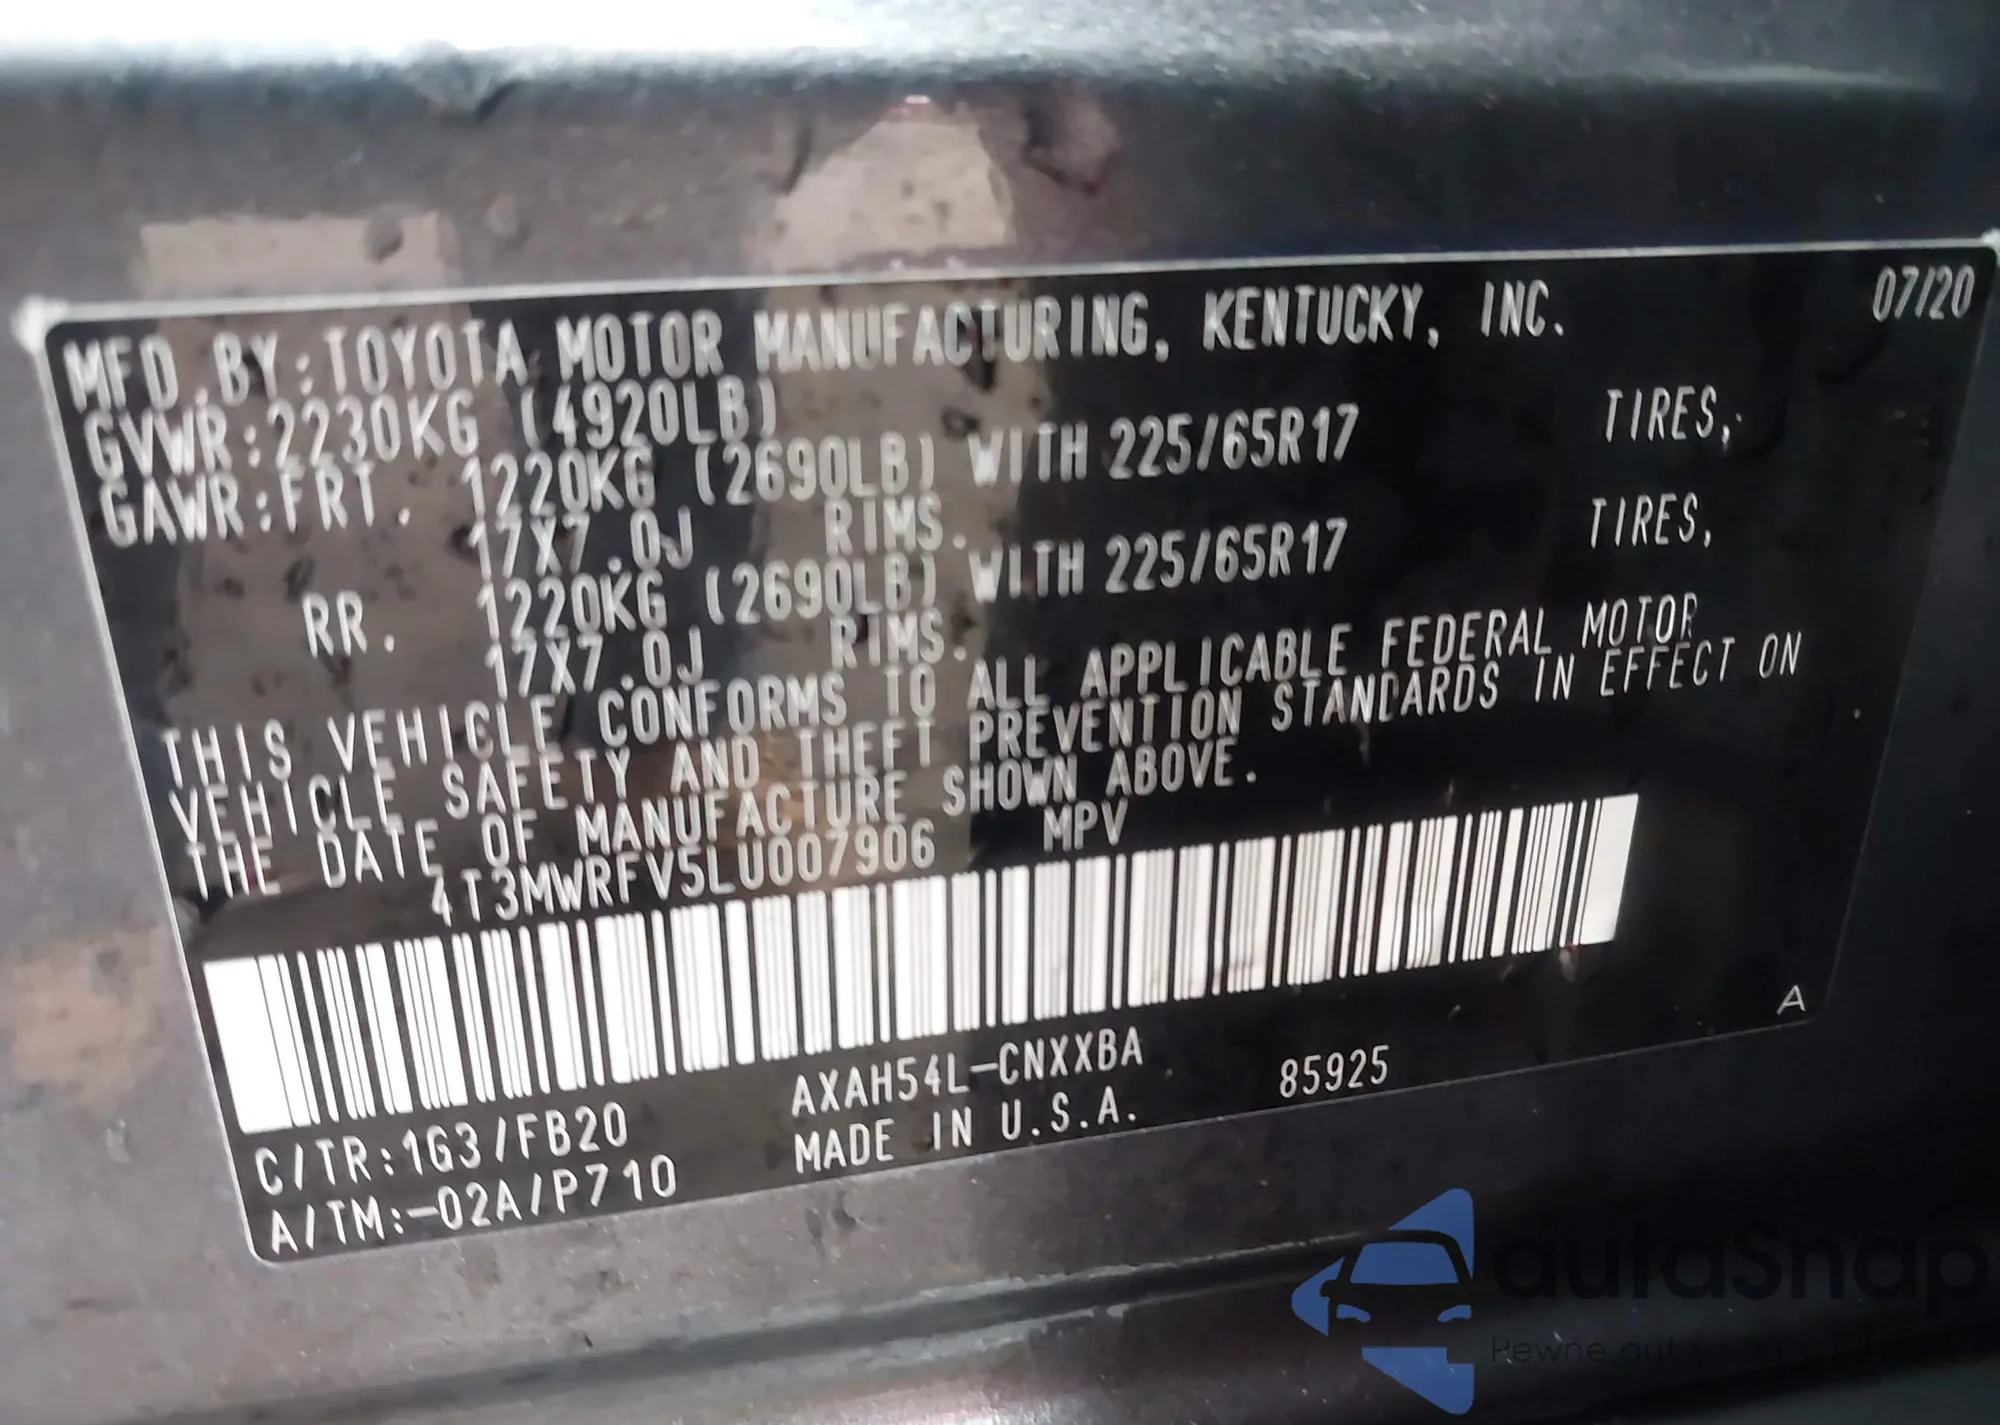 07/20
MFD.BY:TOYOTA MOTOR MANUFACTURING, KENTUCKY, INC.
GVWR:2230KG (4920LB)
GAWR:FRT. 1220KG (2690LB) WITH 225/65R17 TIRES,
17X7.0J RIMS.
RR. 1220KG (2690LB) WITH 225/65R17 TIRES,
17X7.0J RIMS.
THIS VEHICLE CONFORMS TO ALL APPLICABLE FEDERAL MOTOR
VEHICLE SAFETY AND THEFT PREVENTION STANDARDS IN EFFECT ON
THE DATE OF MANUFACTURE SHOWN ABOVE.
4T3MWRFV5LU007906 MPV
A
C/TR:1G3/FB20 AXAH54L-CNXXBA 85925
A/TM:-02A/P710 MADE IN U.S.A.
autaSnap
Pewne auta